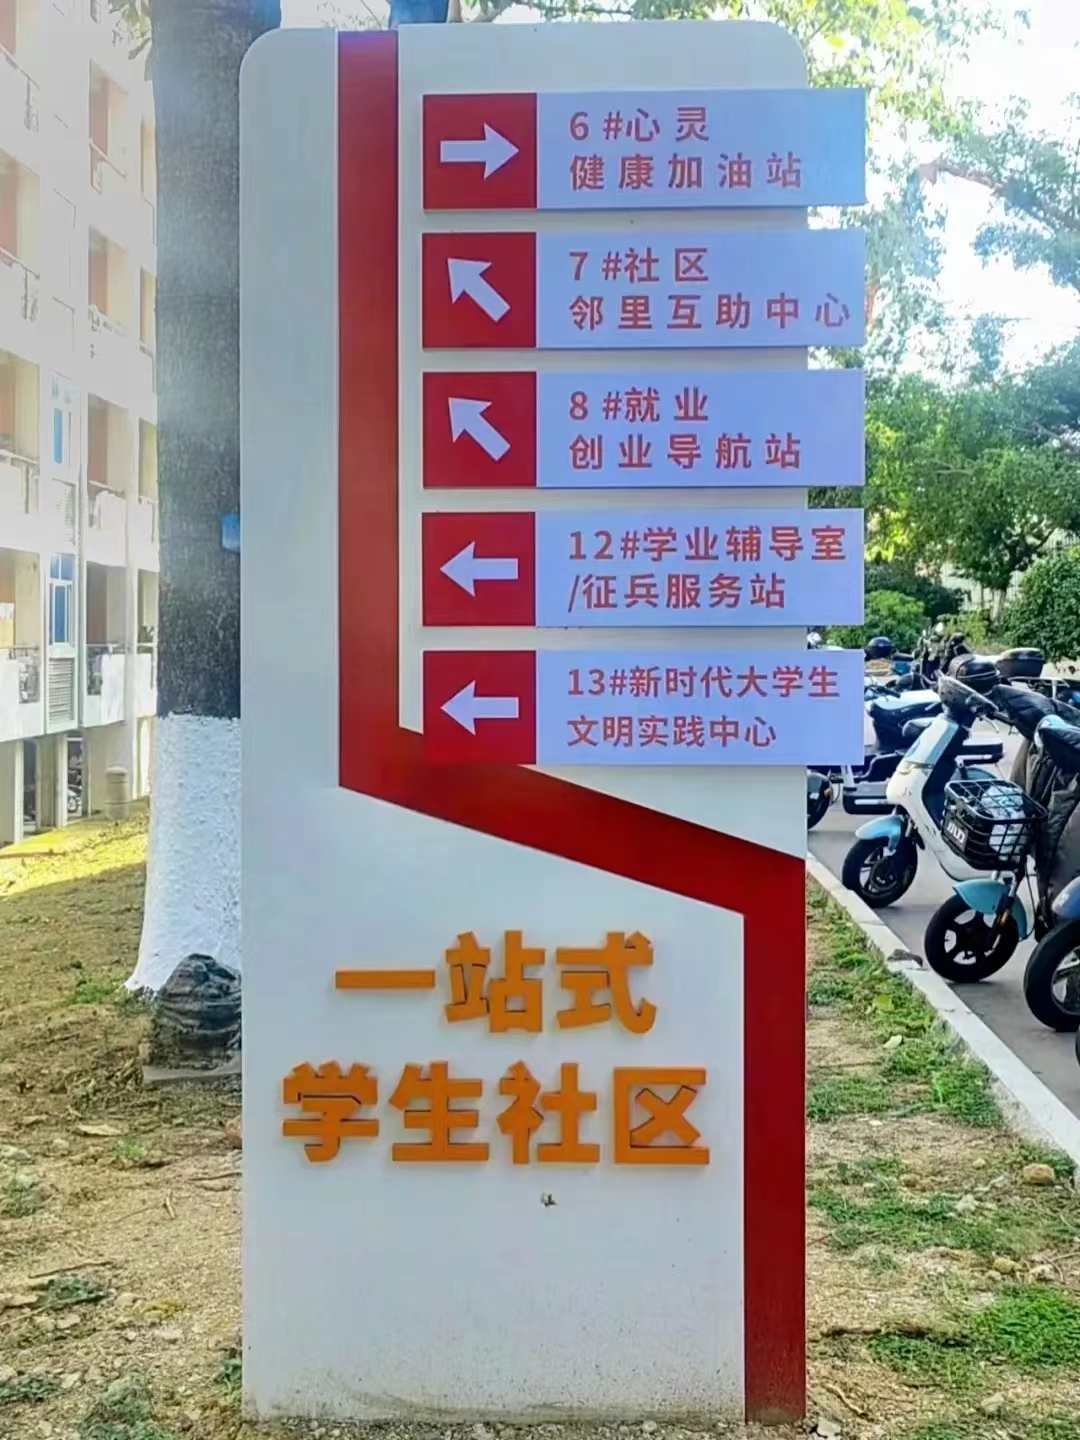 6#心灵
健康加油站
7#社区
邻里互助中心
8#就业
创业导航站
12#学业辅导室
/征兵服务站
13#新时代大学生
文明实践中心
一站式
学生社区